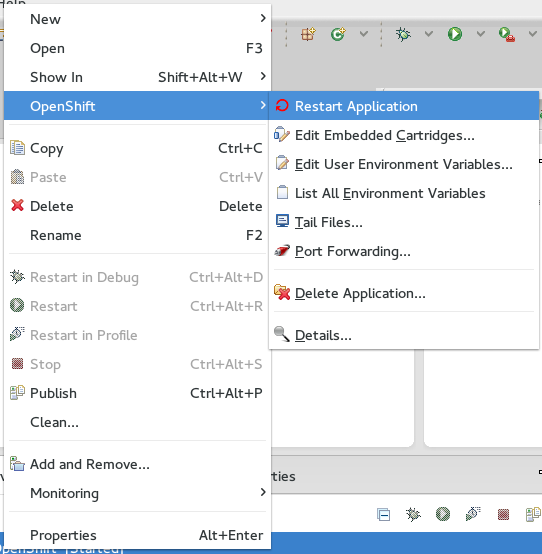 New
Open F3
Show In Shift+Alt+W
OpenShift
Copy Ctrl+C
Paste Ctrl+V
Delete Delete
Rename F2
Restart in Debug Ctrl+Alt+D
Restart Ctrl+Alt+R
Restart in Profile
Stop Ctrl+Alt+S
Publish Ctrl+Alt+P
Clean...
Add and Remove...
Monitoring
Properties Alt+Enter
Restart Application
Edit Embedded Cartridges...
Edit User Environment Variables...
List All Environment Variables
Tail Files...
Port Forwarding...
Delete Application...
Details...
rties